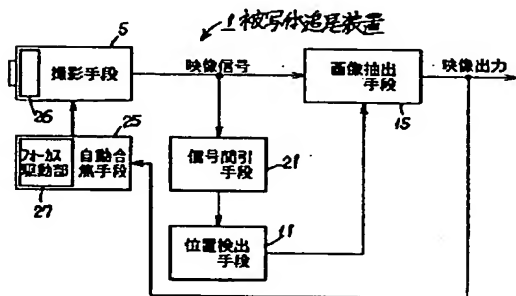 1 被写体追尾装置
5
撮影手段
26
映像信号
画像抽出
手段
15
映像出力
25
フォーカス
駆動部
27
自動合
焦手段
信号間引
手段
21
位置検出
手段
11